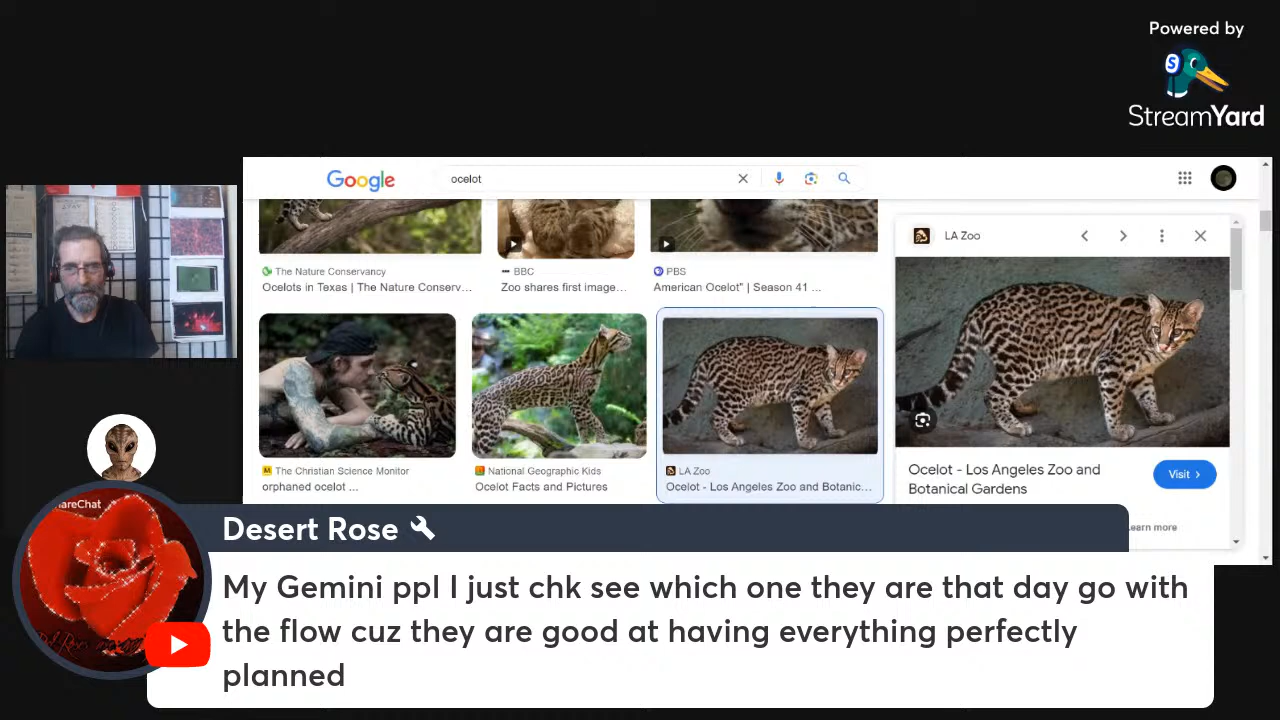 Powered by
StreamYard
Google
ocelot
LA Zoo
The Nature Conservancy
Ocelots in Texas | The Nature Conserv...
BBC
Zoo shares first image...
PBS
American Ocelot" | Season 41 ...
The Christian Science Monitor
orphaned ocelot ...
National Geographic Kids
Ocelot Facts and Pictures
LA Zoo
Ocelot - Los Angeles Zoo and Botanic...
Ocelot - Los Angeles Zoo and
Botanical Gardens
Visit
Learn more
hareChat
Desert Rose
My Gemini ppl I just chk see which one they are that day go with
the flow cuz they are good at having everything perfectly
planned